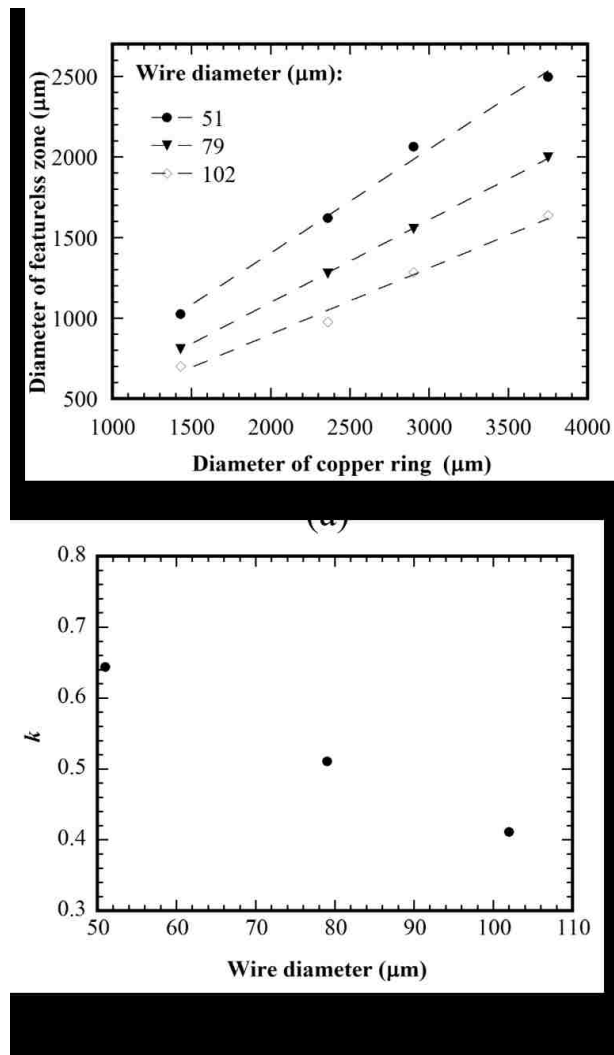 Wire diameter (μm):
51
79
102
Diameter of featurelss zone (μm)
2500
2000
1500
1000
500
1000 1500 2000 2500 3000 3500 4000
Diameter of copper ring (μm)
0.8
0.7
0.6
0.5
0.4
0.3
k
50 60 70 80 90 100 110
Wire diameter (μm)